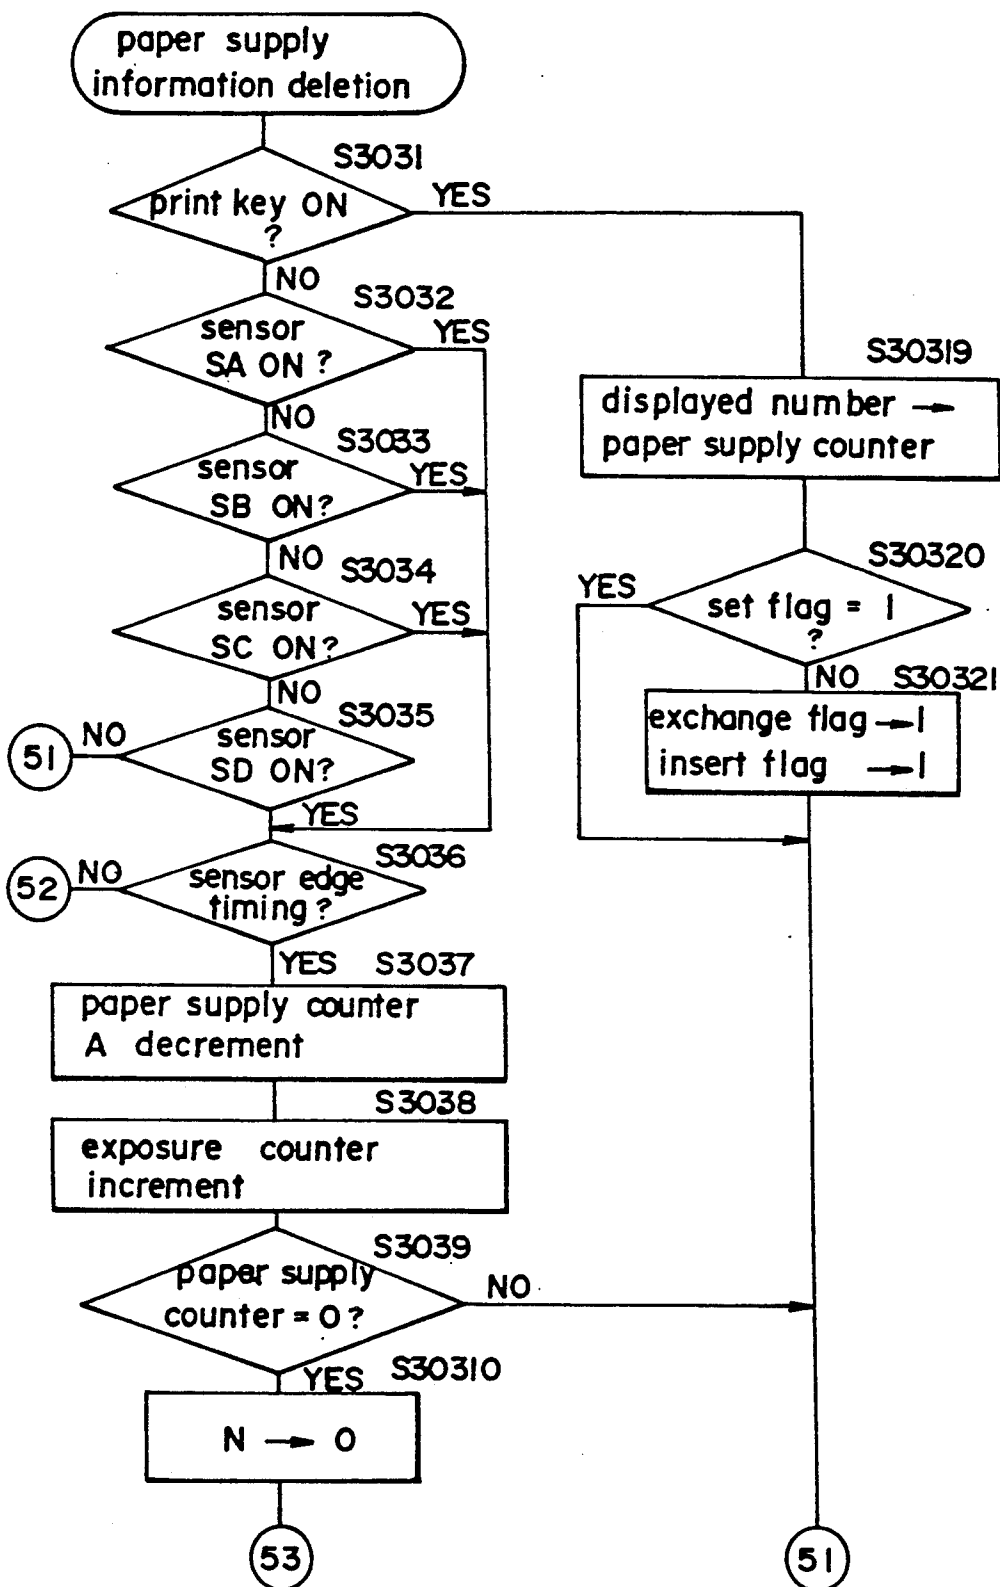 paper supply
information deletion
S3031
print key ON
?
YES
NO
S3032
sensor
SA ON ?
YES
NO
S3033
sensor
SB ON?
YES
NO
S3034
sensor
SC ON?
YES
NO
S3035
sensor
SD ON?
NO
51
YES
S3036
sensor edge
timing?
NO
52
YES
S3037
paper supply counter
A decrement
S3038
exposure counter
increment
S3039
paper supply
counter = 0 ?
NO
YES
S30310
N → 0
53
S30319
displayed number →
paper supply counter
S30320
set flag = 1
?
YES
NO
S30321
exchange flag → 1
insert flag → 1
51